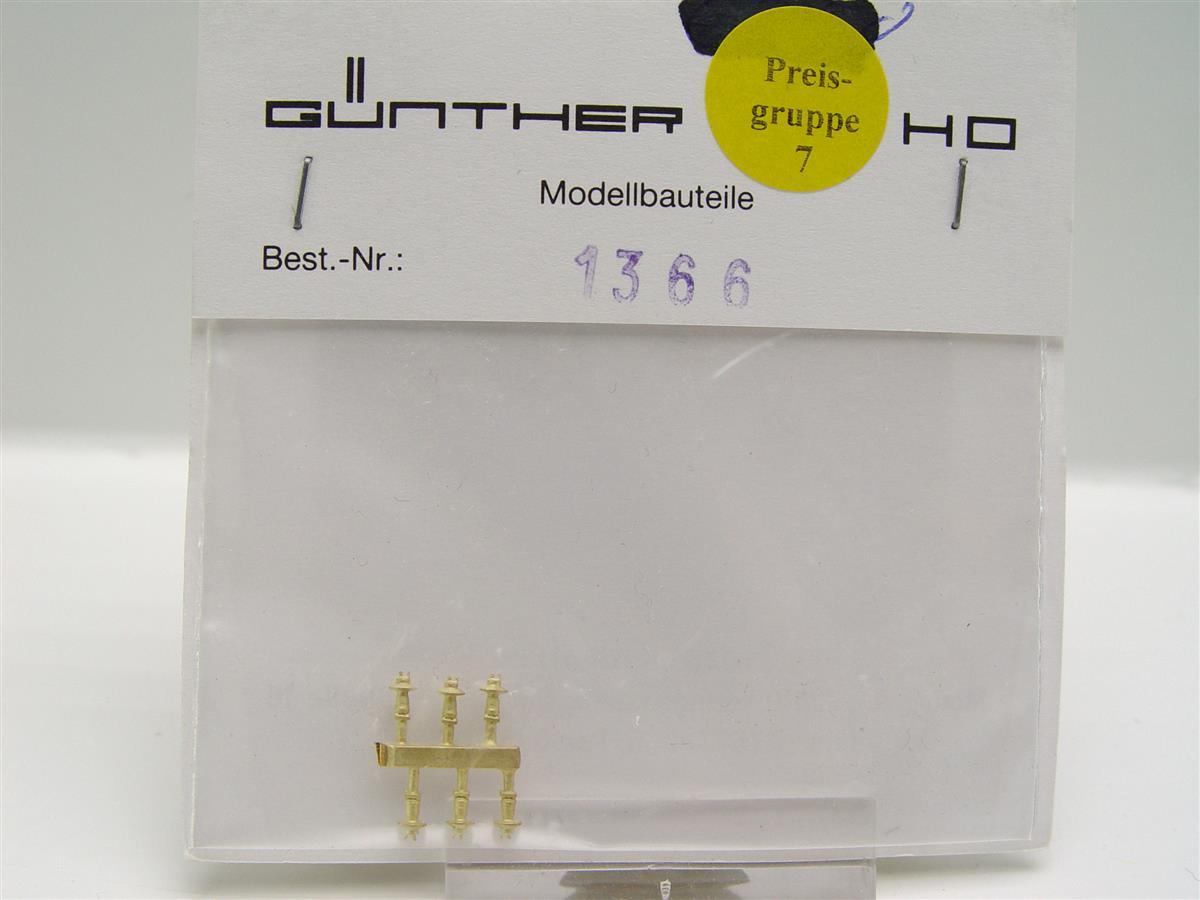 GÜNTHER HO
Preis-
gruppe
7
Modellbauteile
Best.-Nr.: 1366